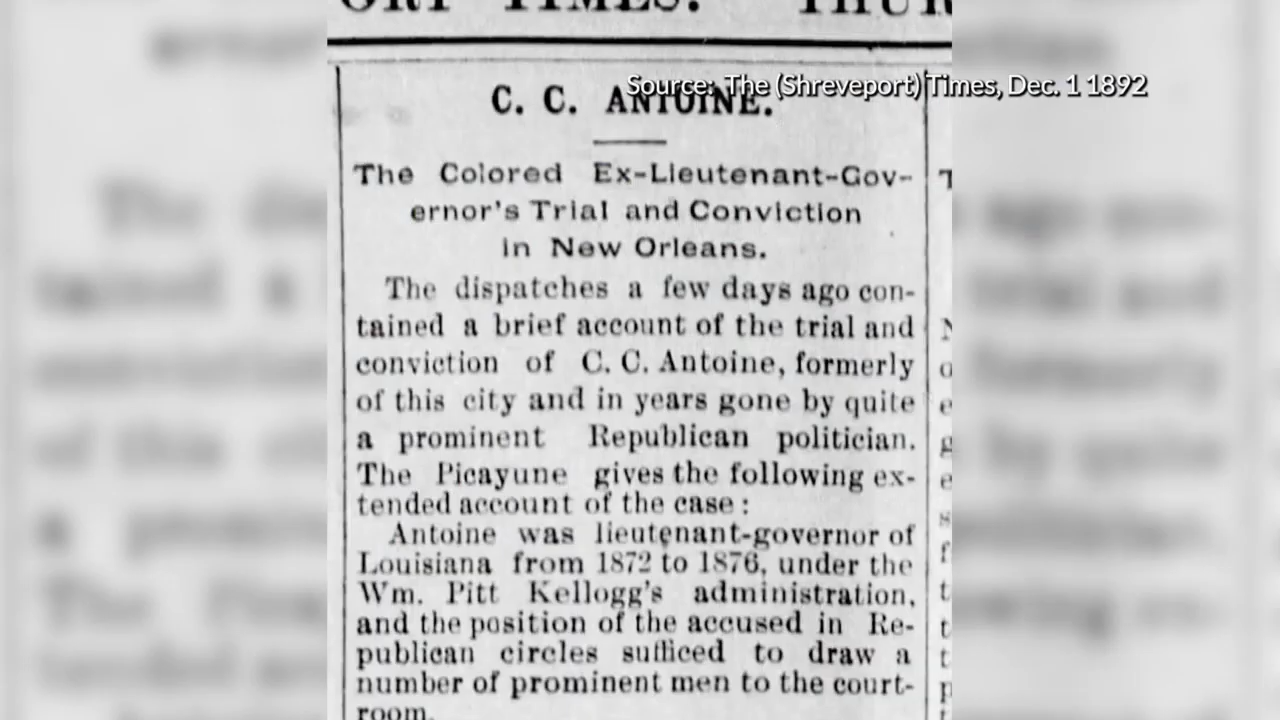 ORT TIMES:
Source: The (Shreveport) Times, Dec. 1 1892
C. C. ANTOINE.
The Colored Ex-Lieutenant-Gov-
ernor's Trial and Conviction
in New Orleans.
The dispatches a few days ago con-
tained a brief account of the trial and
conviction of C. C. Antoine, formerly
of this city and in years gone by quite
a prominent Republican politician.
The Picayune gives the following ex-
tended account of the case:
Antoine was lieutenant-governor of
Louisiana from 1872 to 1876, under the
Wm. Pitt Kellogg's administration,
and the position of the accused in Re-
publican circles sufficed to draw a
number of prominent men to the court-
room.